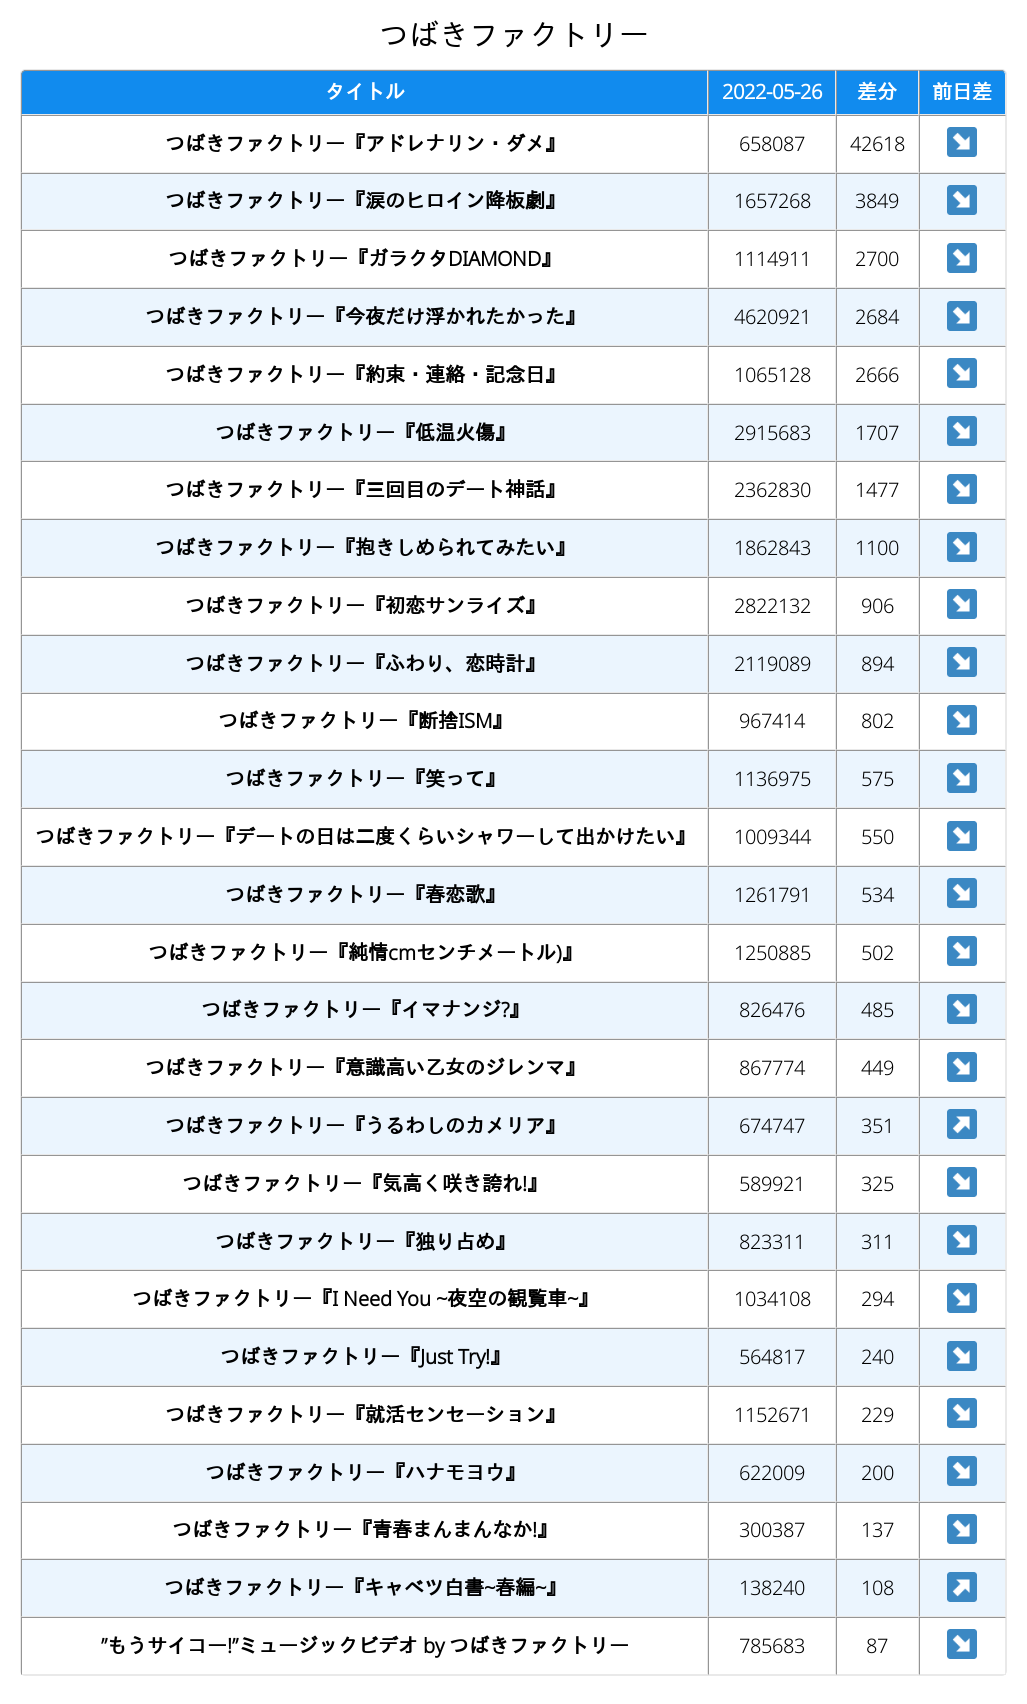 つばきファクトリー
タイトル 2022-05-26 差分 前日差
つばきファクトリー『アドレナリン・ダメ』 658087 42618 ↘
つばきファクトリー『涙のヒロイン降板劇』 1657268 3849 ↘
つばきファクトリー『ガラクタDIAMOND』 1114911 2700 ↘
つばきファクトリー『今夜だけ浮かれたかった』 4620921 2684 ↘
つばきファクトリー『約束・連絡・記念日』 1065128 2666 ↘
つばきファクトリー『低温火傷』 2915683 1707 ↘
つばきファクトリー『三回目のデート神話』 2362830 1477 ↘
つばきファクトリー『抱きしめられてみたい』 1862843 1100 ↘
つばきファクトリー『初恋サンライズ』 2822132 906 ↘
つばきファクトリー『ふわり、恋時計』 2119089 894 ↘
つばきファクトリー『断捨ISM』 967414 802 ↘
つばきファクトリー『笑って』 1136975 575 ↘
つばきファクトリー『デートの日は二度くらいシャワーして出かけたい』 1009344 550 ↘
つばきファクトリー『春恋歌』 1261791 534 ↘
つばきファクトリー『純情cmセンチメートル)』 1250885 502 ↘
つばきファクトリー『イマナンジ?』 826476 485 ↘
つばきファクトリー『意識高い乙女のジレンマ』 867774 449 ↘
つばきファクトリー『うるわしのカメリア』 674747 351 ↗
つばきファクトリー『気高く咲き誇れ!』 589921 325 ↘
つばきファクトリー『独り占め』 823311 311 ↘
つばきファクトリー『I Need You ~夜空の観覧車~』 1034108 294 ↘
つばきファクトリー『Just Try!』 564817 240 ↘
つばきファクトリー『就活センセーション』 1152671 229 ↘
つばきファクトリー『ハナモヨウ』 622009 200 ↘
つばきファクトリー『青春まんまんなか!』 300387 137 ↘
つばきファクトリー『キャベツ白書~春編~』 138240 108 ↗
”もうサイコー!”ミュージックビデオ by つばきファクトリー 785683 87 ↘